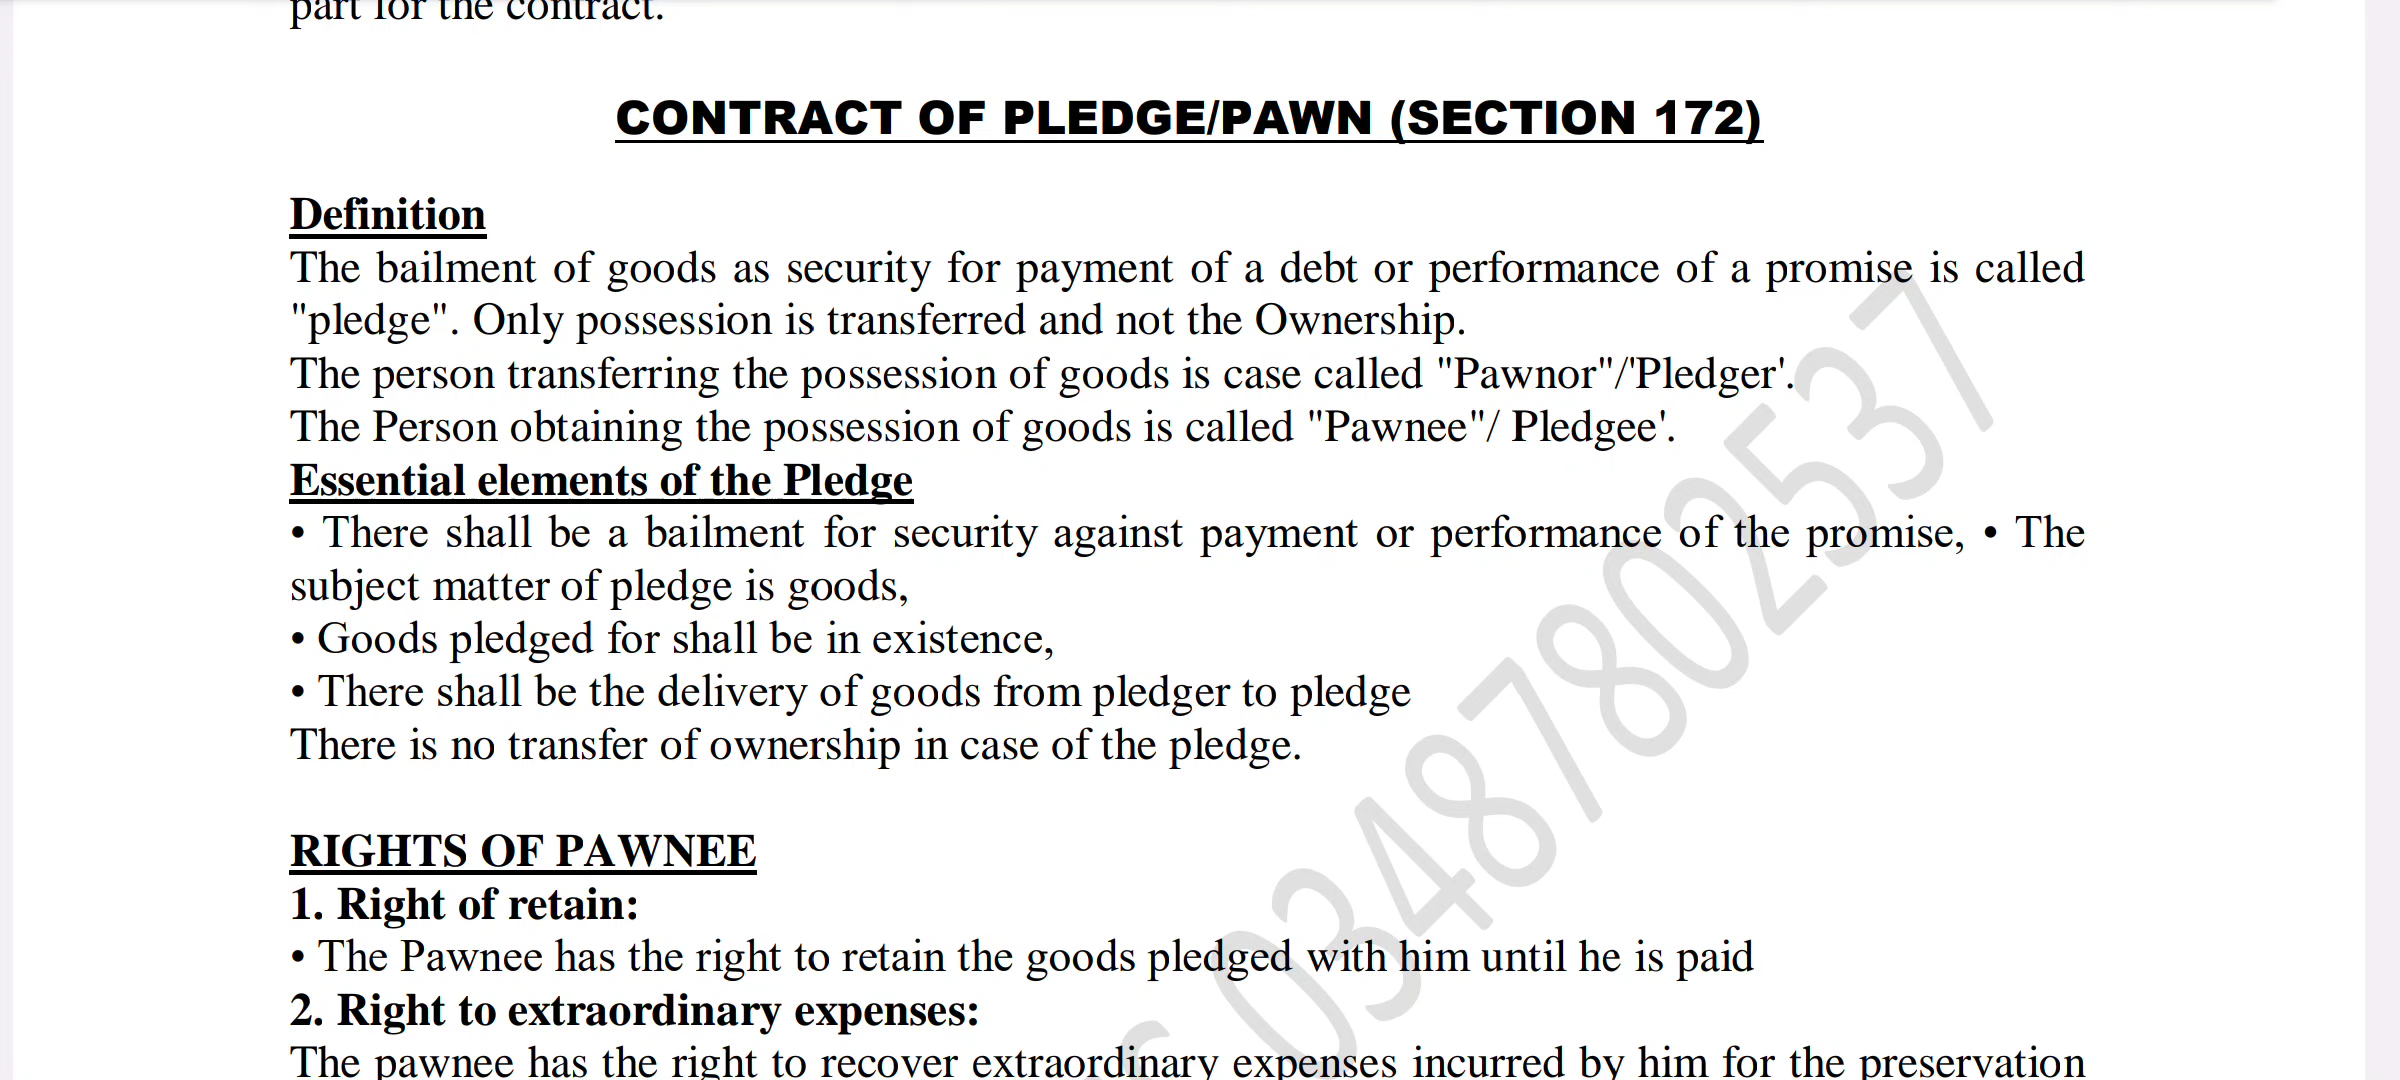 part for the contract.
CONTRACT OF PLEDGE/PAWN (SECTION 172)
Definition
The bailment of goods as security for payment of a debt or performance of a promise is called
"pledge". Only possession is transferred and not the Ownership.
The person transferring the possession of goods is case called "Pawnor"/'Pledger'.
The Person obtaining the possession of goods is called "Pawnee"/ Pledgee'.
Essential elements of the Pledge
• There shall be a bailment for security against payment or performance of the promise, • The
subject matter of pledge is goods,
• Goods pledged for shall be in existence,
• There shall be the delivery of goods from pledger to pledge
There is no transfer of ownership in case of the pledge.
RIGHTS OF PAWNEE
1. Right of retain:
• The Pawnee has the right to retain the goods pledged with him until he is paid
2. Right to extraordinary expenses:
The pawnee has the right to recover extraordinary expenses incurred by him for the preservation
03487802537